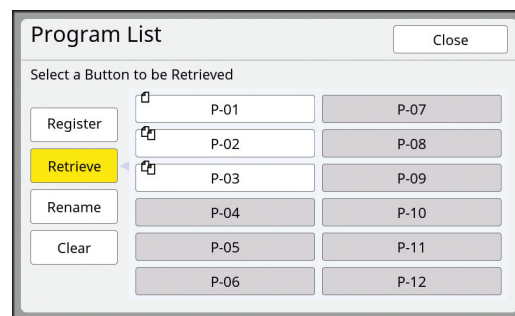 Program List
Close
Select a Button to be Retrieved
Register
Retrieve
Rename
Clear
P-01
P-02
P-03
P-04
P-05
P-06
P-07
P-08
P-09
P-10
P-11
P-12